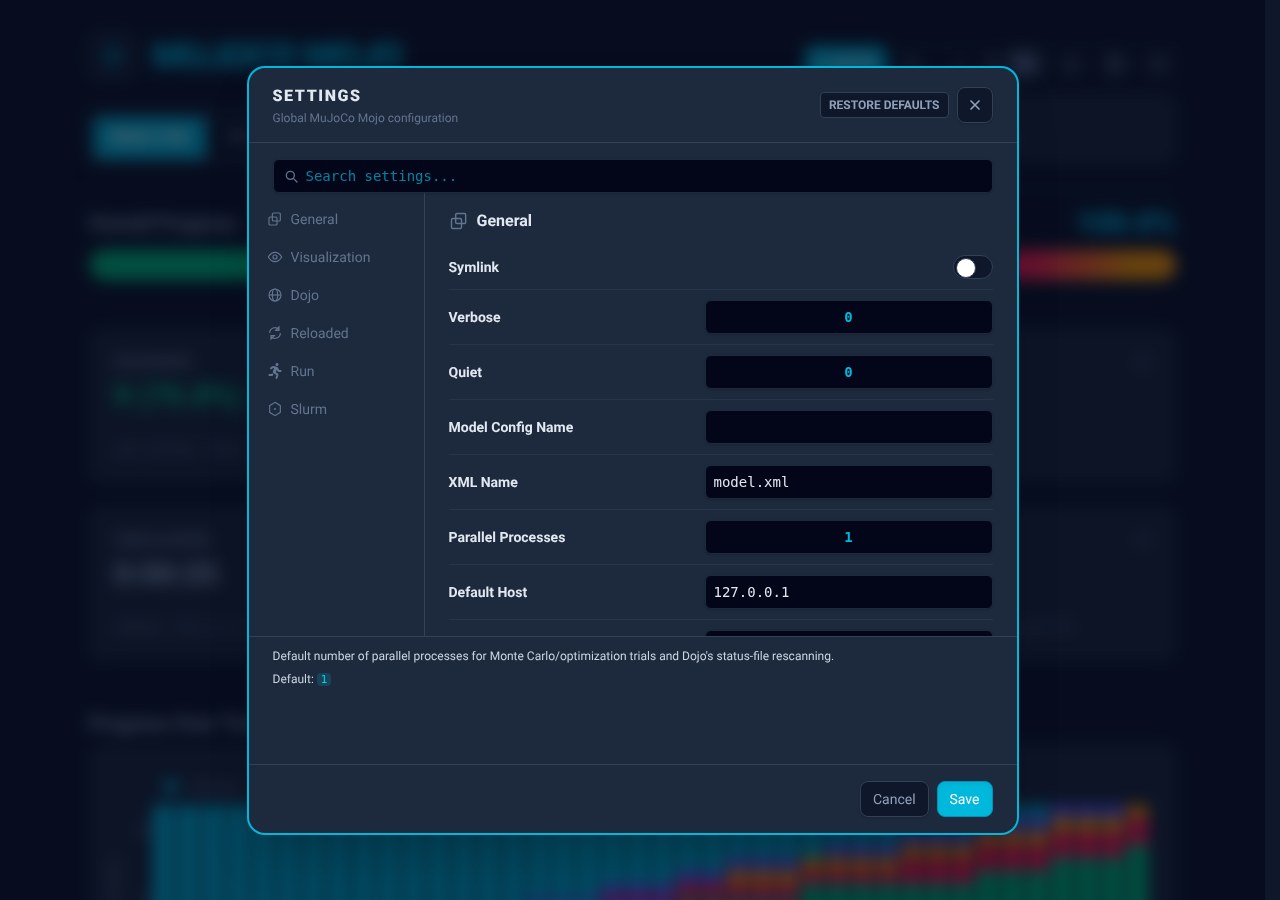 SETTINGS
Global MuJoCo Mojo configuration
RESTORE DEFAULTS
Search settings...
General
Visualization
Dojo
Reloaded
Run
Slurm
General
Symlink
Verbose
0
Quiet
0
Model Config Name
XML Name
model.xml
Parallel Processes
1
Default Host
127.0.0.1
Default number of parallel processes for Monte Carlo/optimization trials and Dojo's status-file rescanning.
Default: 1
Cancel
Save